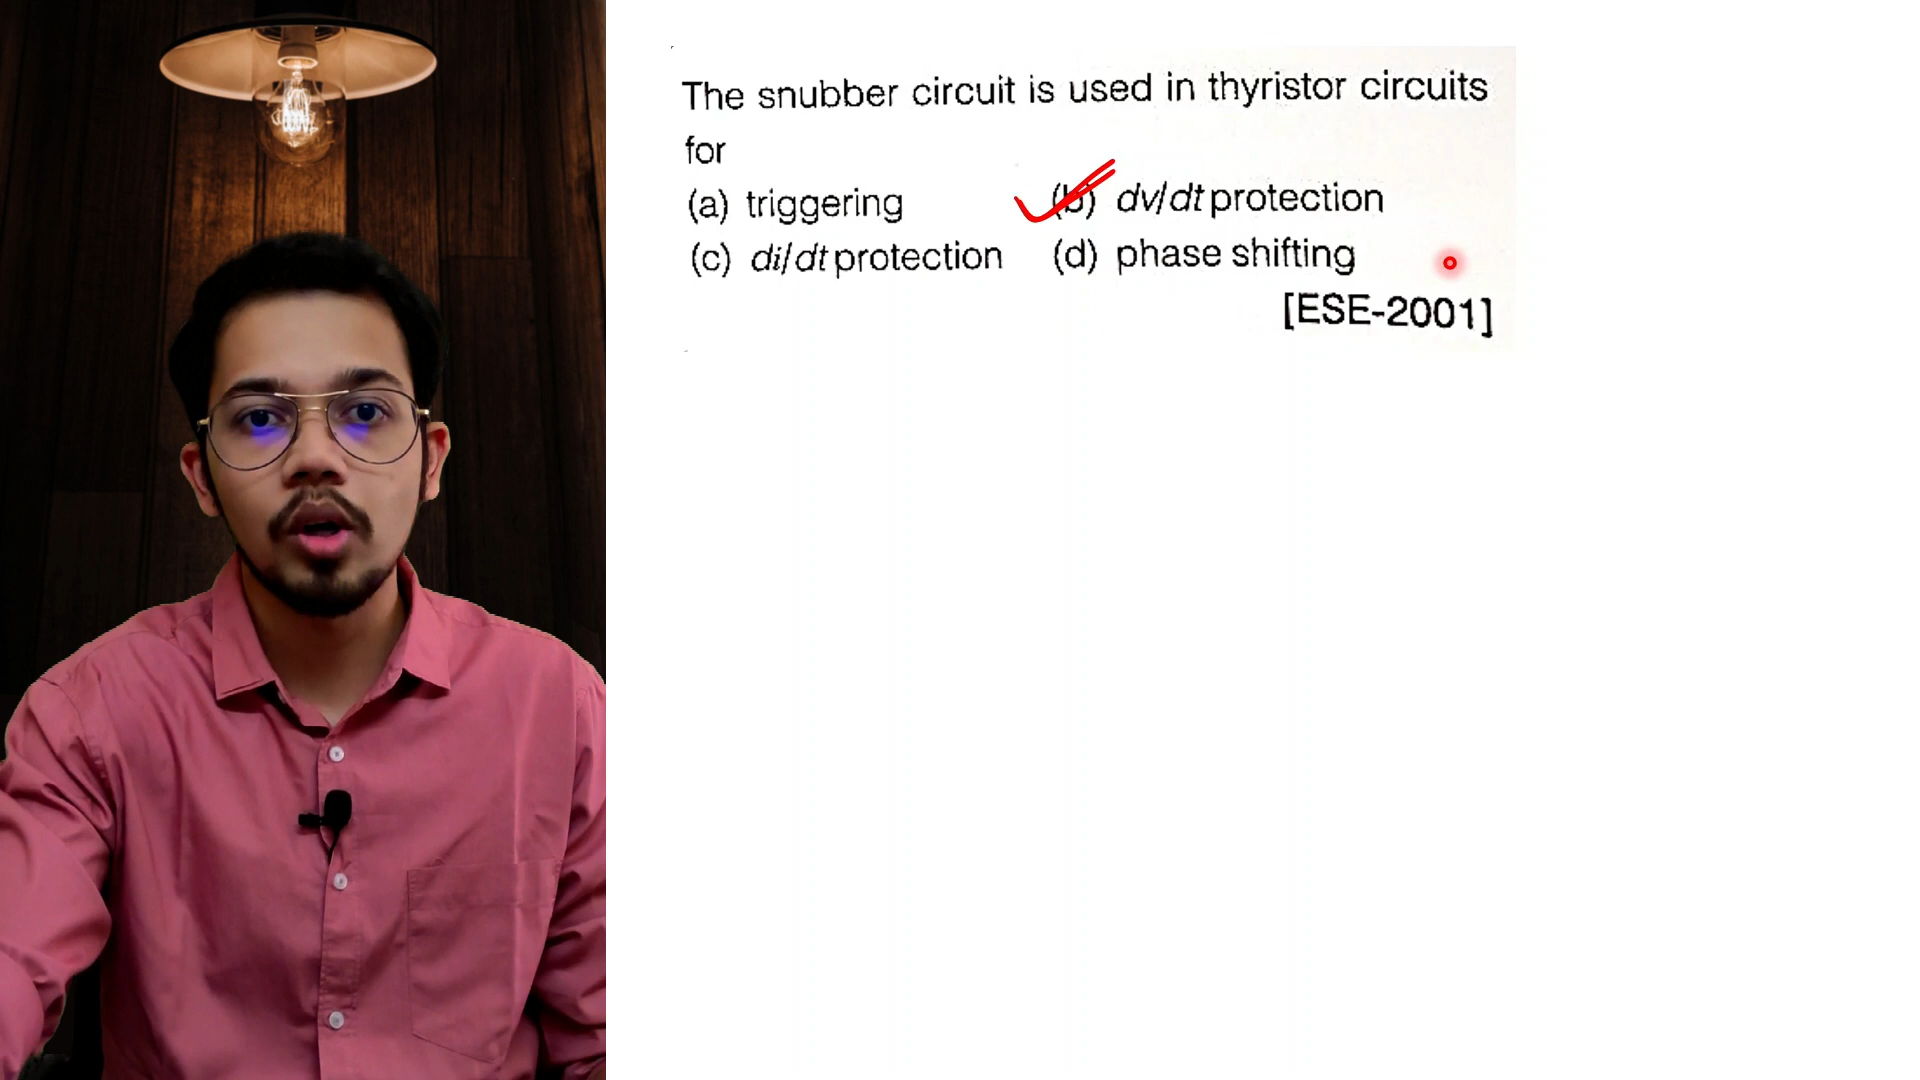 The snubber circuit is used in thyristor circuits
for
(a) triggering (b) dv/dt protection
(c) di/dt protection (d) phase shifting
[ESE-2001]